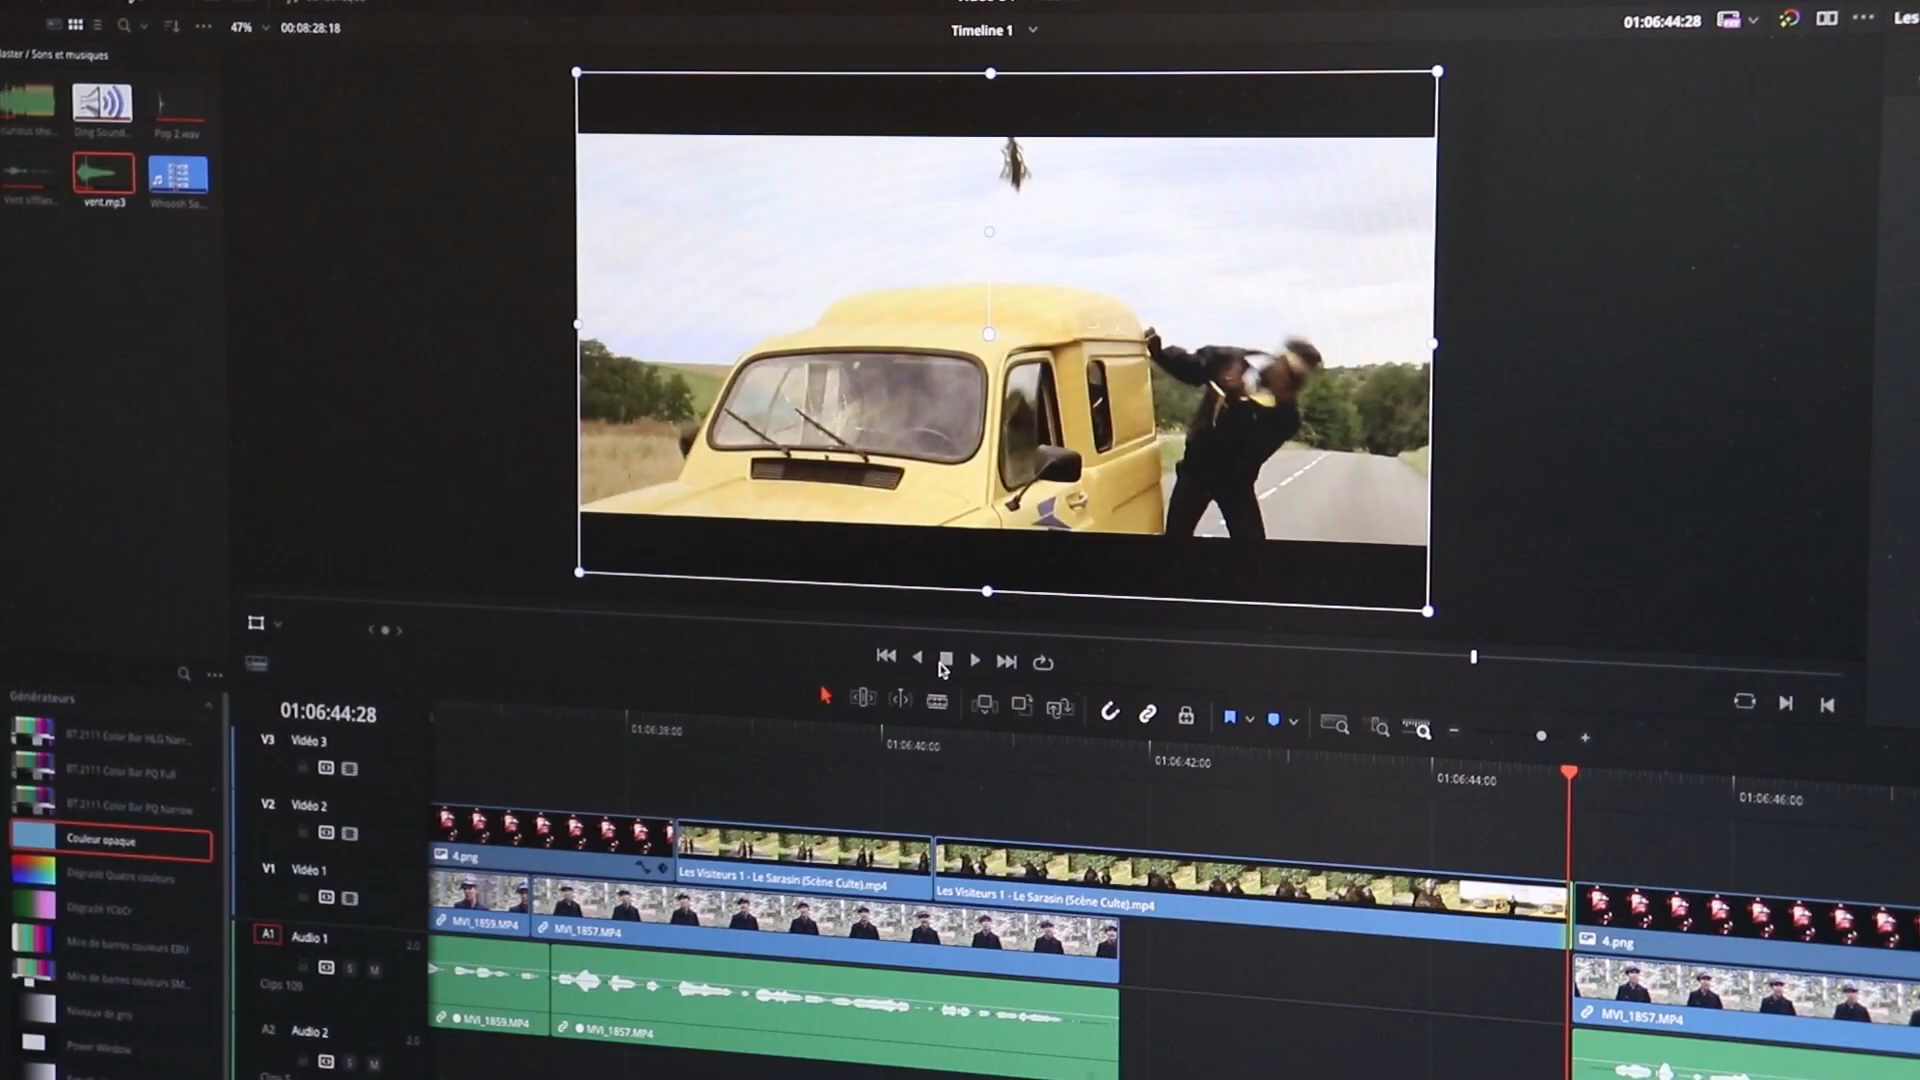 47%
00:08:28:18
Timeline 1
01:06:44:28
Les
Master / Sons et musiques
curious sho...
Ding Sound...
Pop 2.wav
vent.mp3
Whoosh So...
Générateurs
BT.2111 Color Bar HLG Narr...
BT.2111 Color Bar PQ Full
BT.2111 Color Bar PQ Narrow
Couleur opaque
Dégradé Quatre couleurs
Dégradé YCbCr
Mire de barres couleurs EBU
Mire de barres couleurs SM...
Niveaux de gris
Power Window
01:06:44:28
01:06:38:00
01:06:40:00
01:06:42:00
01:06:44:00
01:06:46:00
V3 Vidéo 3
V2 Vidéo 2
4.png
Les Visiteurs 1 - Le Sarasin (Scène Culte).mp4
Les Visiteurs 1 - Le Sarasin (Scène Culte).mp4
4.png
V1 Vidéo 1
MVI_1859.MP4
MVI_1857.MP4
MVI_1857.MP4
A1 Audio 1
2.0
S M
Clips 109
MVI_1859.MP4
MVI_1857.MP4
A2 Audio 2
2.0
S M